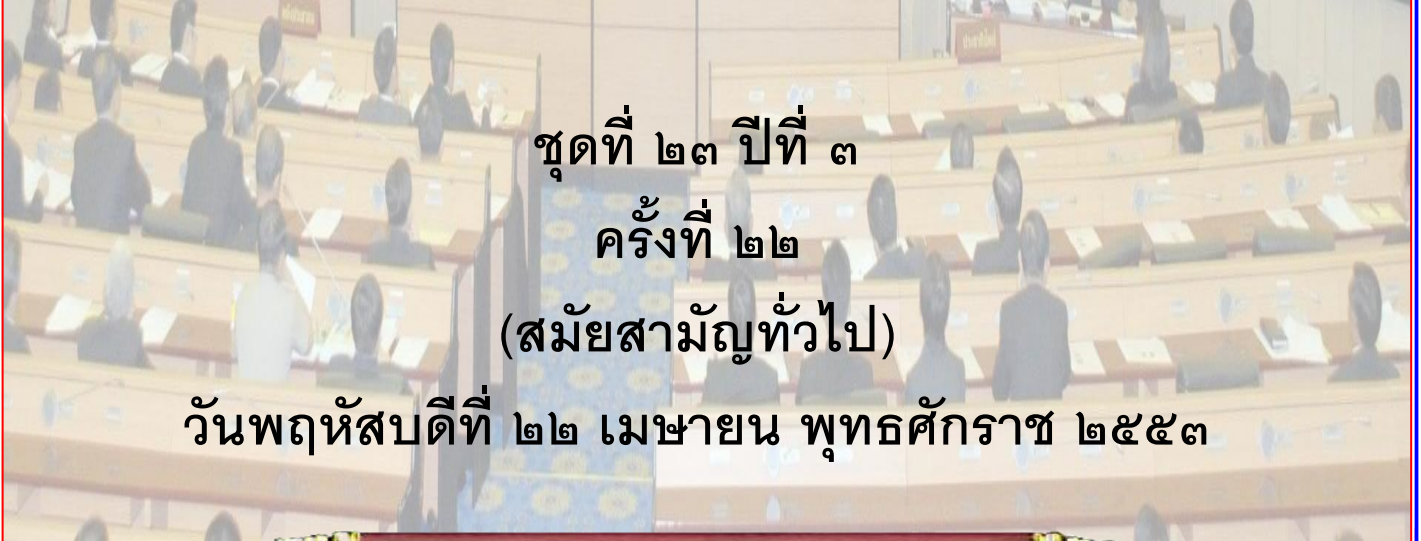 ชุดที่ ๒๓ ปีที่ ๓
ครั้งที่ ๒๒
(สมัยสามัญทั่วไป)
วันพฤหัสบดีที่ ๒๒ เมษายน พุทธศักราช ๒๕๕๓